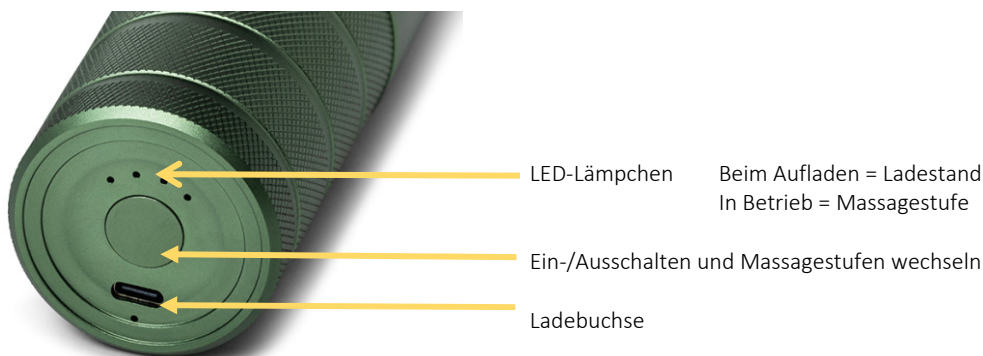 LED-Lämpchen Beim Aufladen = Ladestand
In Betrieb = Massagestufe
Ein-/Ausschalten und Massagestufen wechseln
Ladebuchse